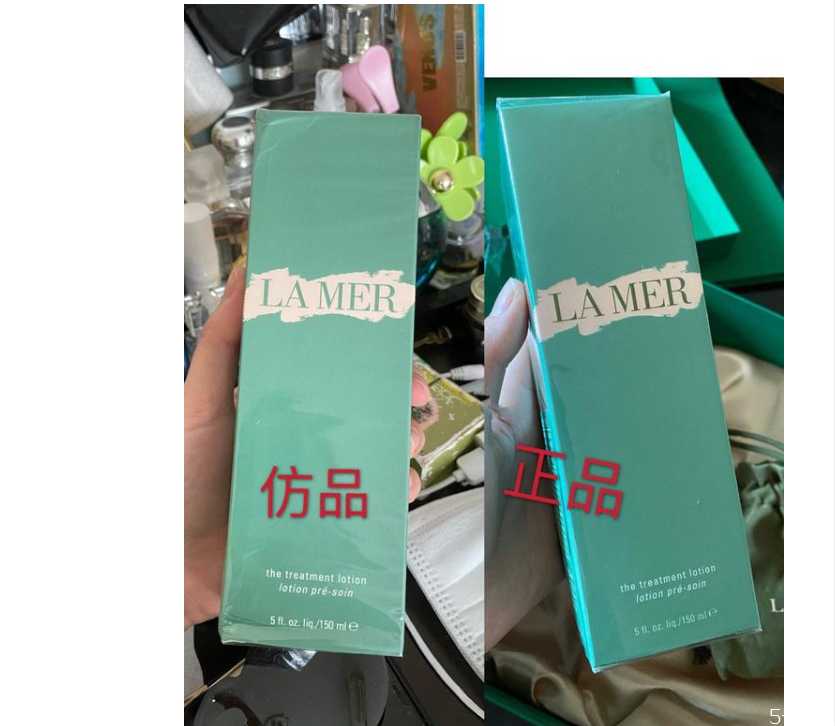 VENUS
LA MER
仿品
the treatment lotion
lotion pré-soin
5 fl. oz. liq./150 ml ℮
LA MER
正品
the treatment lotion
lotion pré-soin
5 fl. oz. liq./150 ml ℮
L